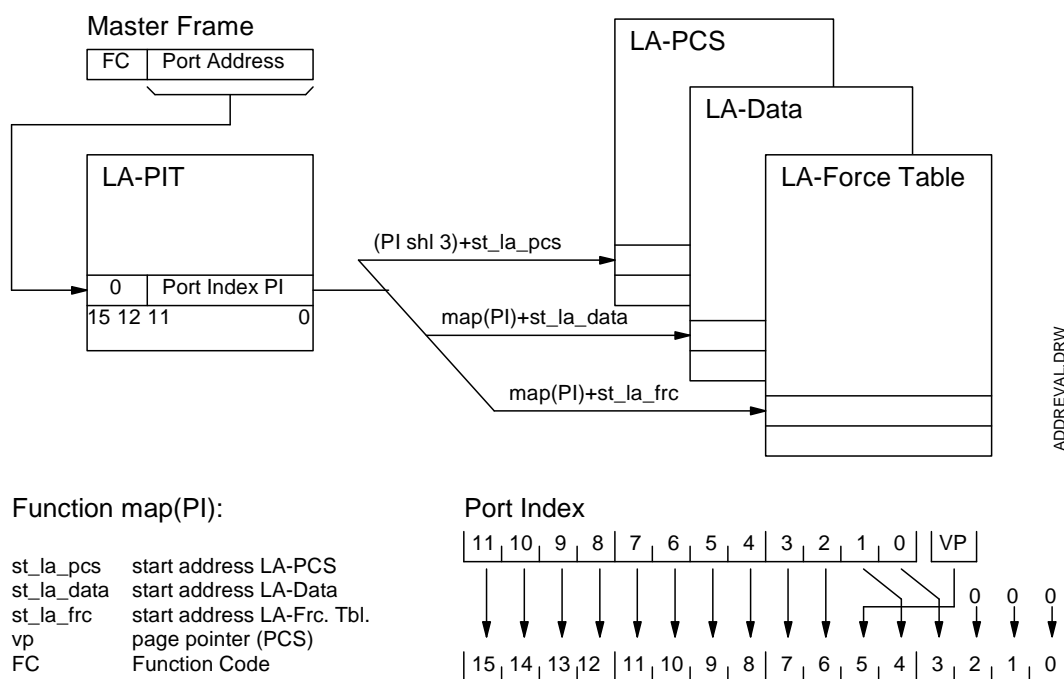 Master Frame
FC Port Address
LA-PIT
0 Port Index PI
15 12 11 0
(PI shl 3)+st_la_pcs
map(PI)+st_la_data
map(PI)+st_la_frc
LA-PCS
LA-Data
LA-Force Table
ADDREVAL.DRW
Function map(PI):
st_la_pcs start address LA-PCS
st_la_data start address LA-Data
st_la_frc start address LA-Frc. Tbl.
vp page pointer (PCS)
FC Function Code
Port Index
11 10 9 8 7 6 5 4 3 2 1 0 VP
0 0 0
15 14 13 12 11 10 9 8 7 6 5 4 3 2 1 0